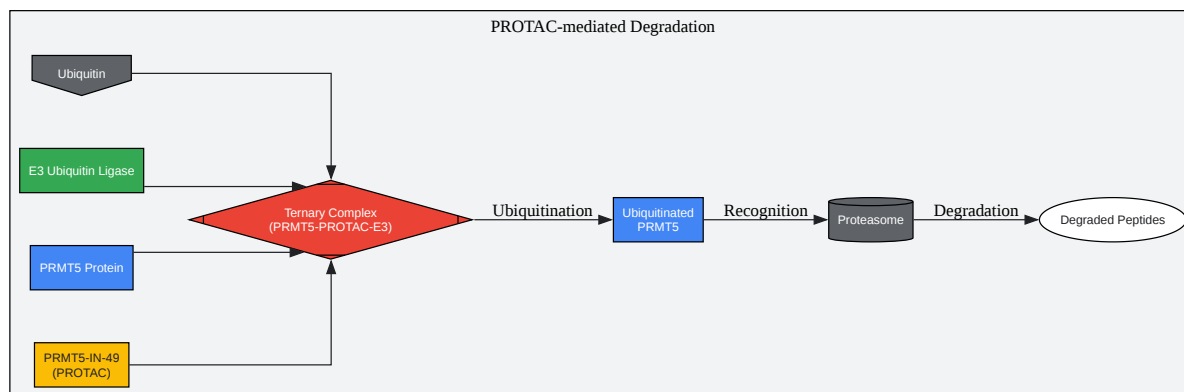 PROTAC-mediated Degradation
Ubiquitin
E3 Ubiquitin Ligase
PRMT5 Protein
PRMT5-IN-49
(PROTAC)
Ternary Complex
(PRMT5-PROTAC-E3)
Ubiquitination
Ubiquitinated
PRMT5
Recognition
Proteasome
Degradation
Degraded Peptides